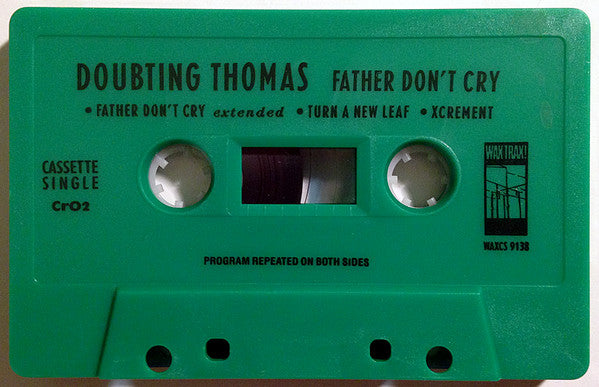 DOUBTING THOMAS FATHER DON'T CRY
• FATHER DON'T CRY extended • TURN A NEW LEAF • XCREMENT
CASSETTE
SINGLE
CrO2
WAX TRAX!
WAXCS 9138
PROGRAM REPEATED ON BOTH SIDES